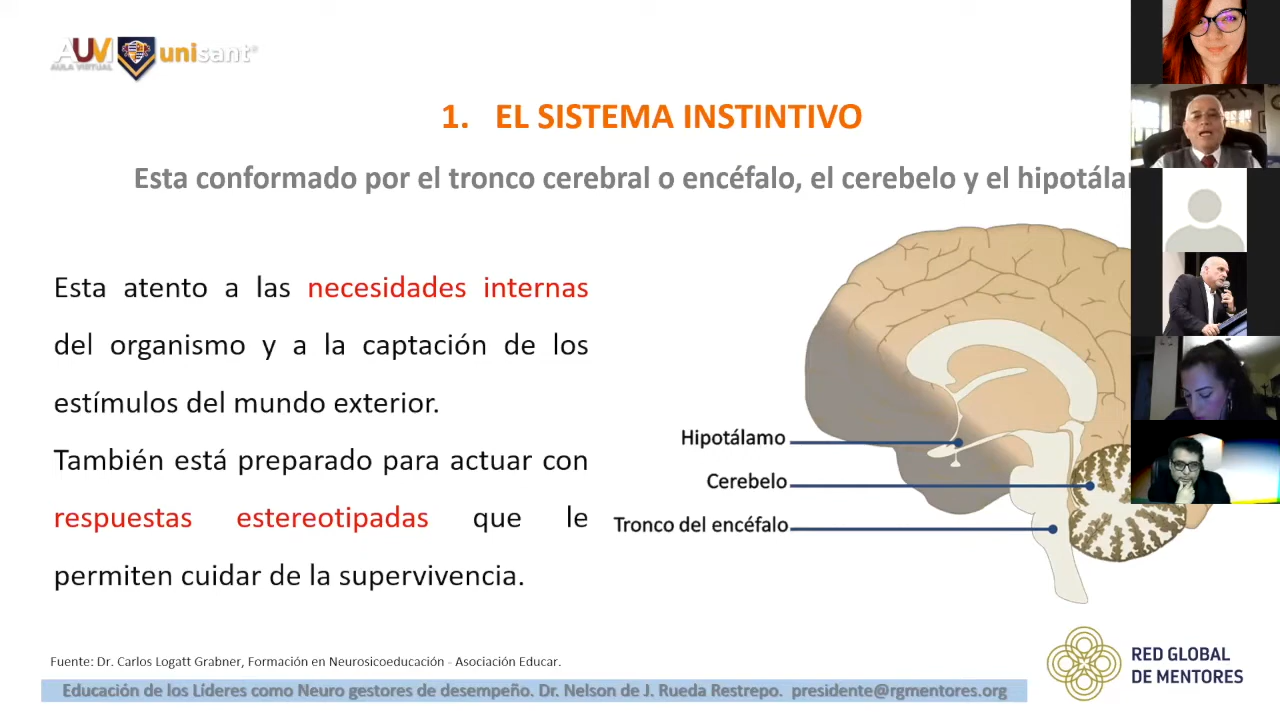 AUV unisant®
AULA VIRTUAL
1. EL SISTEMA INSTINTIVO
Esta conformado por el tronco cerebral o encéfalo, el cerebelo y el
Esta atento a las necesidades internas
del organismo y a la captación de los
estímulos del mundo exterior.
También está preparado para actuar con
respuestas estereotipadas que le
permiten cuidar de la supervivencia.
Hipotálamo
Cerebelo
Tronco del encéfalo
Fuente: Dr. Carlos Logatt Grabner, Formación en Neurosicoeducación - Asociación Educar.
Educación de los Líderes como Neuro gestores de desempeño. Dr. Nelson de J. Rueda Restrepo. presidente@rgmentores.org
RED GLOBAL
DE MENTORES